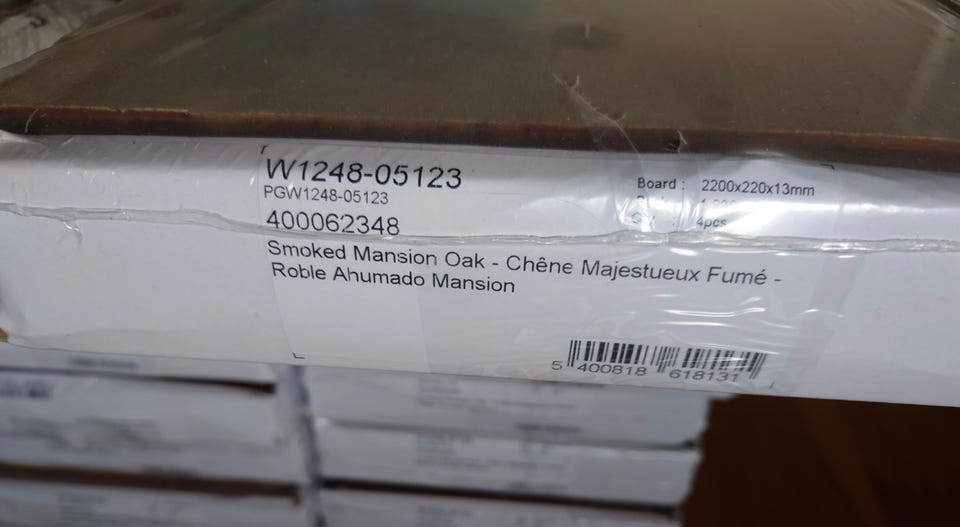 W1248-05123
PGW1248-05123
400062348
Smoked Mansion Oak - Chêne Majestueux Fumé -
Roble Ahumado Mansion
Board : 2200x220x13mm
4pcs
5 400818 618131